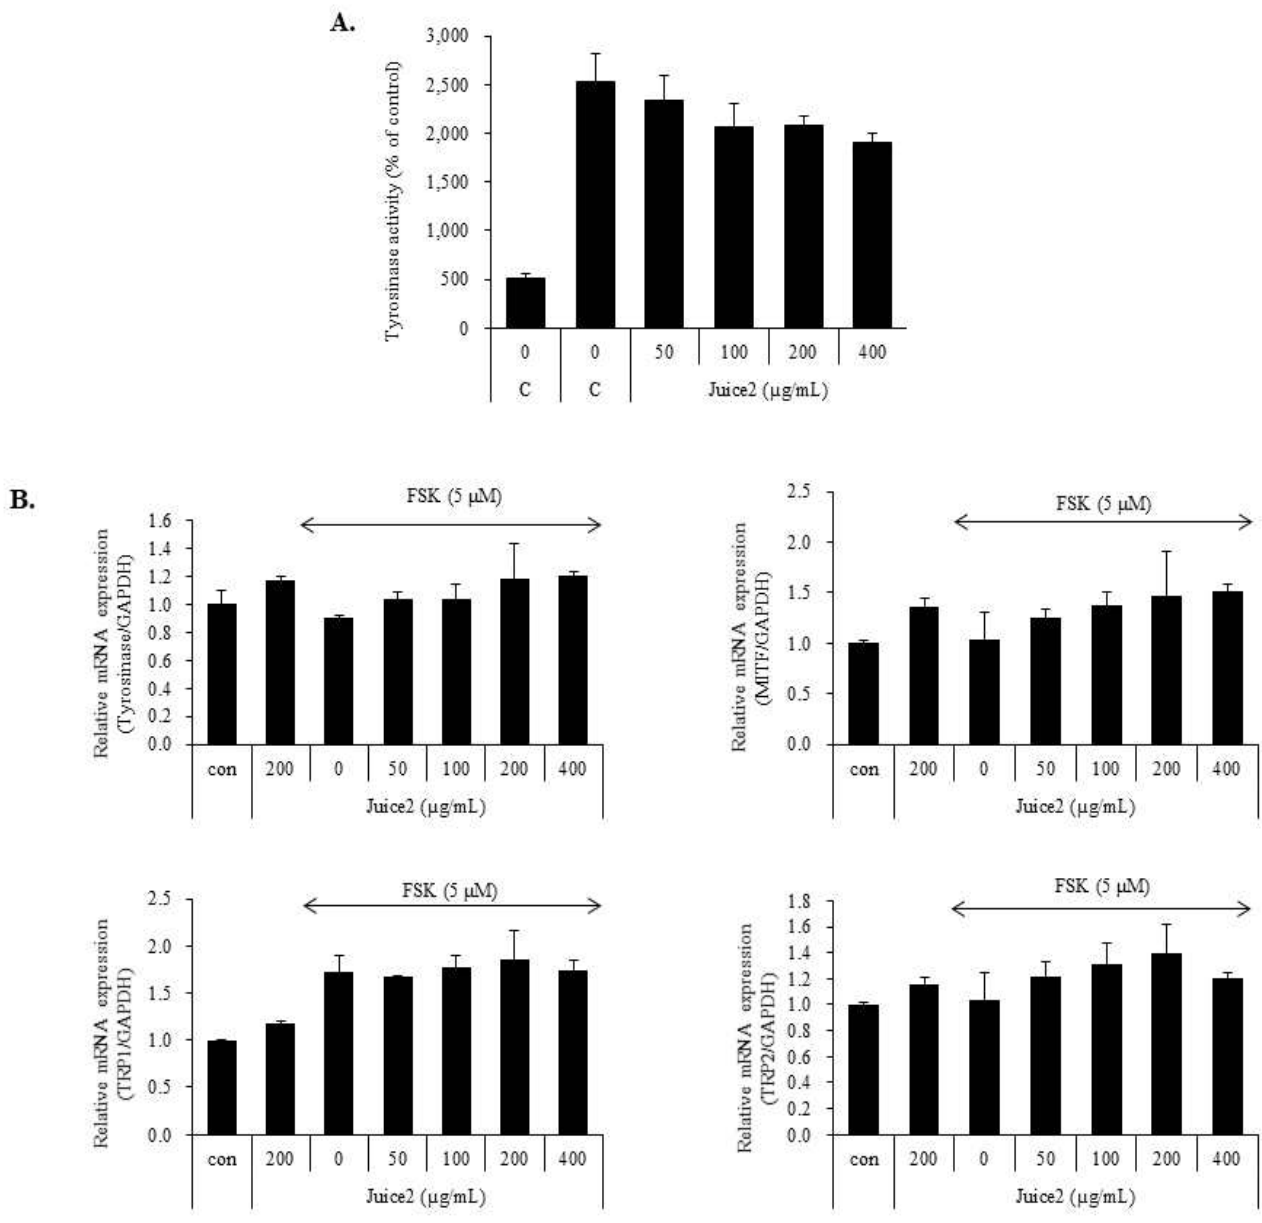 A.
Tyrosinase activity (% of control)
3,000
2,500
2,000
1,500
1,000
500
0
0 0 50 100 200 400
C C Juice2 (µg/mL)
B.
FSK (5 µM)
Relative mRNA expression
(Tyrosinase/GAPDH)
1.6
1.4
1.2
1.0
0.8
0.6
0.4
0.2
0.0
con 200 0 50 100 200 400
Juice2 (µg/mL)
FSK (5 µM)
Relative mRNA expression
(MITF/GAPDH)
2.5
2.0
1.5
1.0
0.5
0.0
con 200 0 50 100 200 400
Juice2 (µg/mL)
FSK (5 µM)
Relative mRNA expression
(TRP1/GAPDH)
2.5
2.0
1.5
1.0
0.5
0.0
con 200 0 50 100 200 400
Juice2 (µg/mL)
FSK (5 µM)
Relative mRNA expression
(TRP2/GAPDH)
1.8
1.6
1.4
1.2
1.0
0.8
0.6
0.4
0.2
0.0
con 200 0 50 100 200 400
Juice2 (µg/mL)